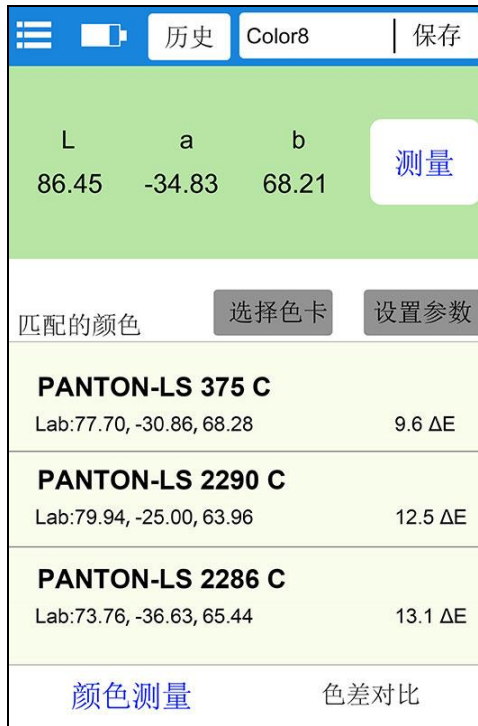 历史 Color8 保存
L a b
86.45 -34.83 68.21 测量
匹配的颜色 选择色卡 设置参数
PANTON-LS 375 C
Lab:77.70, -30.86, 68.28 9.6 ΔE
PANTON-LS 2290 C
Lab:79.94, -25.00, 63.96 12.5 ΔE
PANTON-LS 2286 C
Lab:73.76, -36.63, 65.44 13.1 ΔE
颜色测量 色差对比